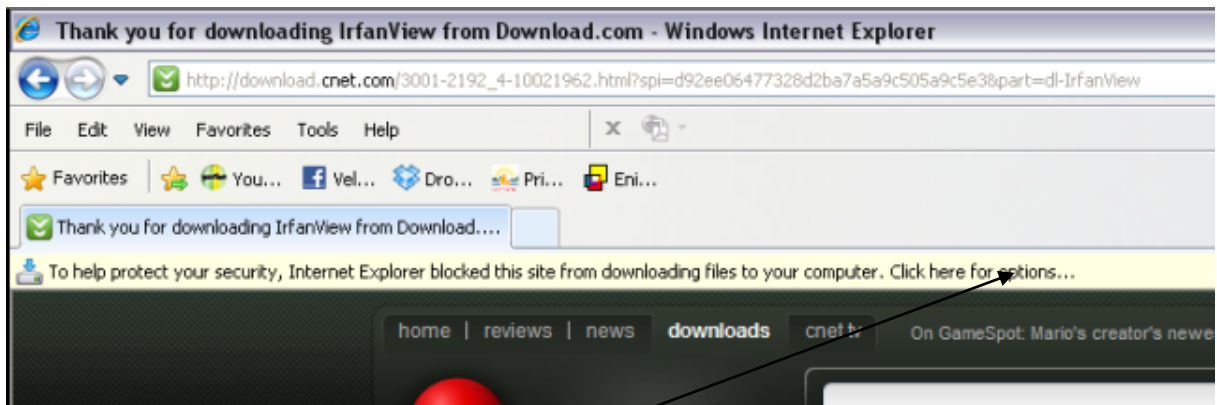 Thank you for downloading IrfanView from Download.com - Windows Internet Explorer
http://download.cnet.com/3001-2192_4-10021962.html?spi=d92ee06477328d2ba7a5a9c505a9c5e3&part=dl-IrfanView
File Edit View Favorites Tools Help X
Favorites You... Vel... Dro... Pri... Eni...
Thank you for downloading IrfanView from Download....
To help protect your security, Internet Explorer blocked this site from downloading files to your computer. Click here for options...
home | reviews | news downloads cnet tv On GameSpot: Mario's creator's newe